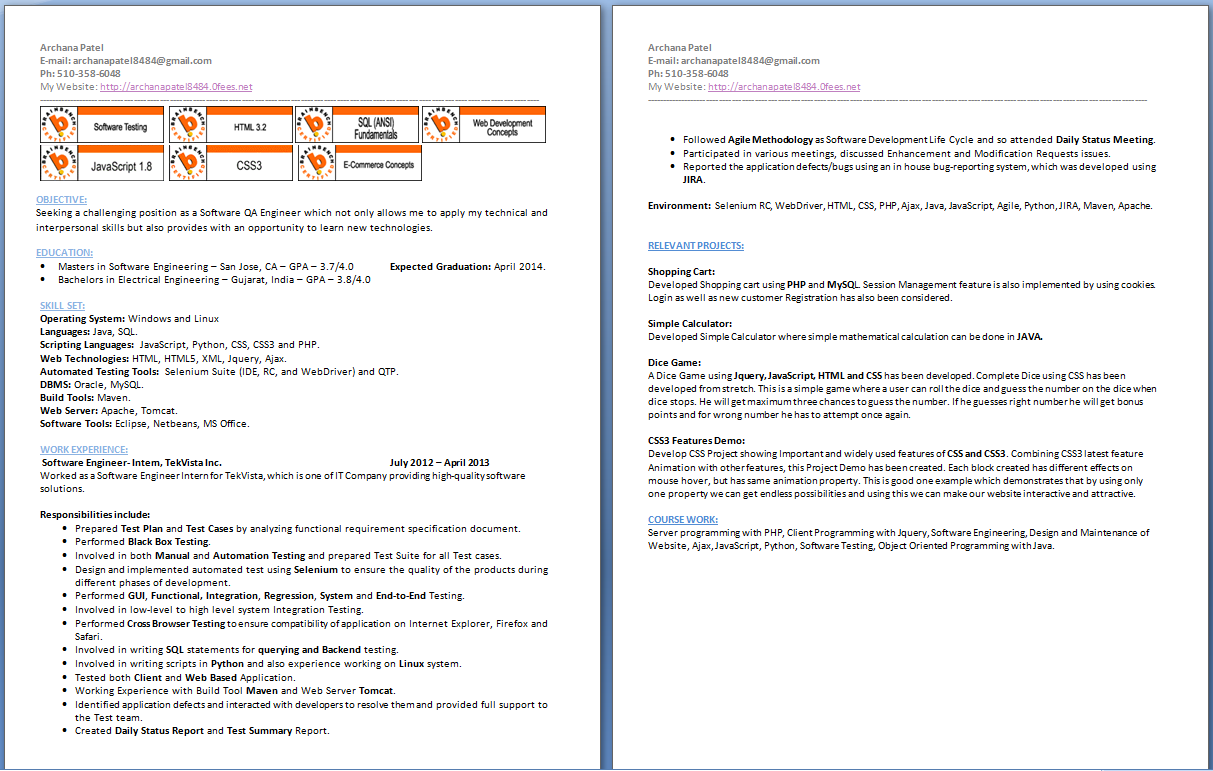 Archana Patel
E-mail: archanapatel8484@gmail.com
Ph: 510-358-6048
My Website: http://archanapatel8484.0fees.net
Software Testing
HTML 3.2
SQL (ANSI)
Fundamentals
Web Development
Concepts
JavaScript 1.8
CSS3
E-Commerce Concepts
OBJECTIVE:
Seeking a challenging position as a Software QA Engineer which not only allows me to apply my technical and
interpersonal skills but also provides with an opportunity to learn new technologies.
EDUCATION:
• Masters in Software Engineering – San Jose, CA – GPA – 3.7/4.0 Expected Graduation: April 2014.
• Bachelors in Electrical Engineering – Gujarat, India – GPA – 3.8/4.0
SKILL SET:
Operating System: Windows and Linux
Languages: Java, SQL.
Scripting Languages: JavaScript, Python, CSS, CSS3 and PHP.
Web Technologies: HTML, HTML5, XML, Jquery, Ajax.
Automated Testing Tools: Selenium Suite (IDE, RC, and WebDriver) and QTP.
DBMS: Oracle, MySQL.
Build Tools: Maven.
Web Server: Apache, Tomcat.
Software Tools: Eclipse, Netbeans, MS Office.
WORK EXPERIENCE:
Software Engineer- Intern, TekVista Inc. July 2012 – April 2013
Worked as a Software Engineer Intern for TekVista, which is one of IT Company providing high-quality software
solutions.
Responsibilities include:
• Prepared Test Plan and Test Cases by analyzing functional requirement specification document.
• Performed Black Box Testing.
• Involved in both Manual and Automation Testing and prepared Test Suite for all Test cases.
• Design and implemented automated test using Selenium to ensure the quality of the products during
different phases of development.
• Performed GUI, Functional, Integration, Regression, System and End-to-End Testing.
• Involved in low-level to high level system Integration Testing.
• Performed Cross Browser Testing to ensure compatibility of application on Internet Explorer, Firefox and
Safari.
• Involved in writing SQL statements for querying and Backend testing.
• Involved in writing scripts in Python and also experience working on Linux system.
• Tested both Client and Web Based Application.
• Working Experience with Build Tool Maven and Web Server Tomcat.
• Identified application defects and interacted with developers to resolve them and provided full support to
the Test team.
• Created Daily Status Report and Test Summary Report.
Archana Patel
E-mail: archanapatel8484@gmail.com
Ph: 510-358-6048
My Website: http://archanapatel8484.0fees.net
• Followed Agile Methodology as Software Development Life Cycle and so attended Daily Status Meeting.
• Participated in various meetings, discussed Enhancement and Modification Requests issues.
• Reported the application defects/bugs using an in house bug-reporting system, which was developed using
JIRA.
Environment: Selenium RC, WebDriver, HTML, CSS, PHP, Ajax, Java, JavaScript, Agile, Python, JIRA, Maven, Apache.
RELEVANT PROJECTS:
Shopping Cart:
Developed Shopping cart using PHP and MySQL. Session Management feature is also implemented by using cookies.
Login as well as new customer Registration has also been considered.
Simple Calculator:
Developed Simple Calculator where simple mathematical calculation can be done in JAVA.
Dice Game:
A Dice Game using Jquery, JavaScript, HTML and CSS has been developed. Complete Dice using CSS has been
developed from stretch. This is a simple game where a user can roll the dice and guess the number on the dice when
dice stops. He will get maximum three chances to guess the number. If he guesses right number he will get bonus
points and for wrong number he has to attempt once again.
CSS3 Features Demo:
Develop CSS Project showing Important and widely used features of CSS and CSS3. Combining CSS3 latest feature
Animation with other features, this Project Demo has been created. Each block created has different effects on
mouse hover, but has same animation property. This is good one example which demonstrates that by using only
one property we can get endless possibilities and using this we can make our website interactive and attractive.
COURSE WORK:
Server programming with PHP, Client Programming with Jquery, Software Engineering, Design and Maintenance of
Website, Ajax, JavaScript, Python, Software Testing, Object Oriented Programming with Java.